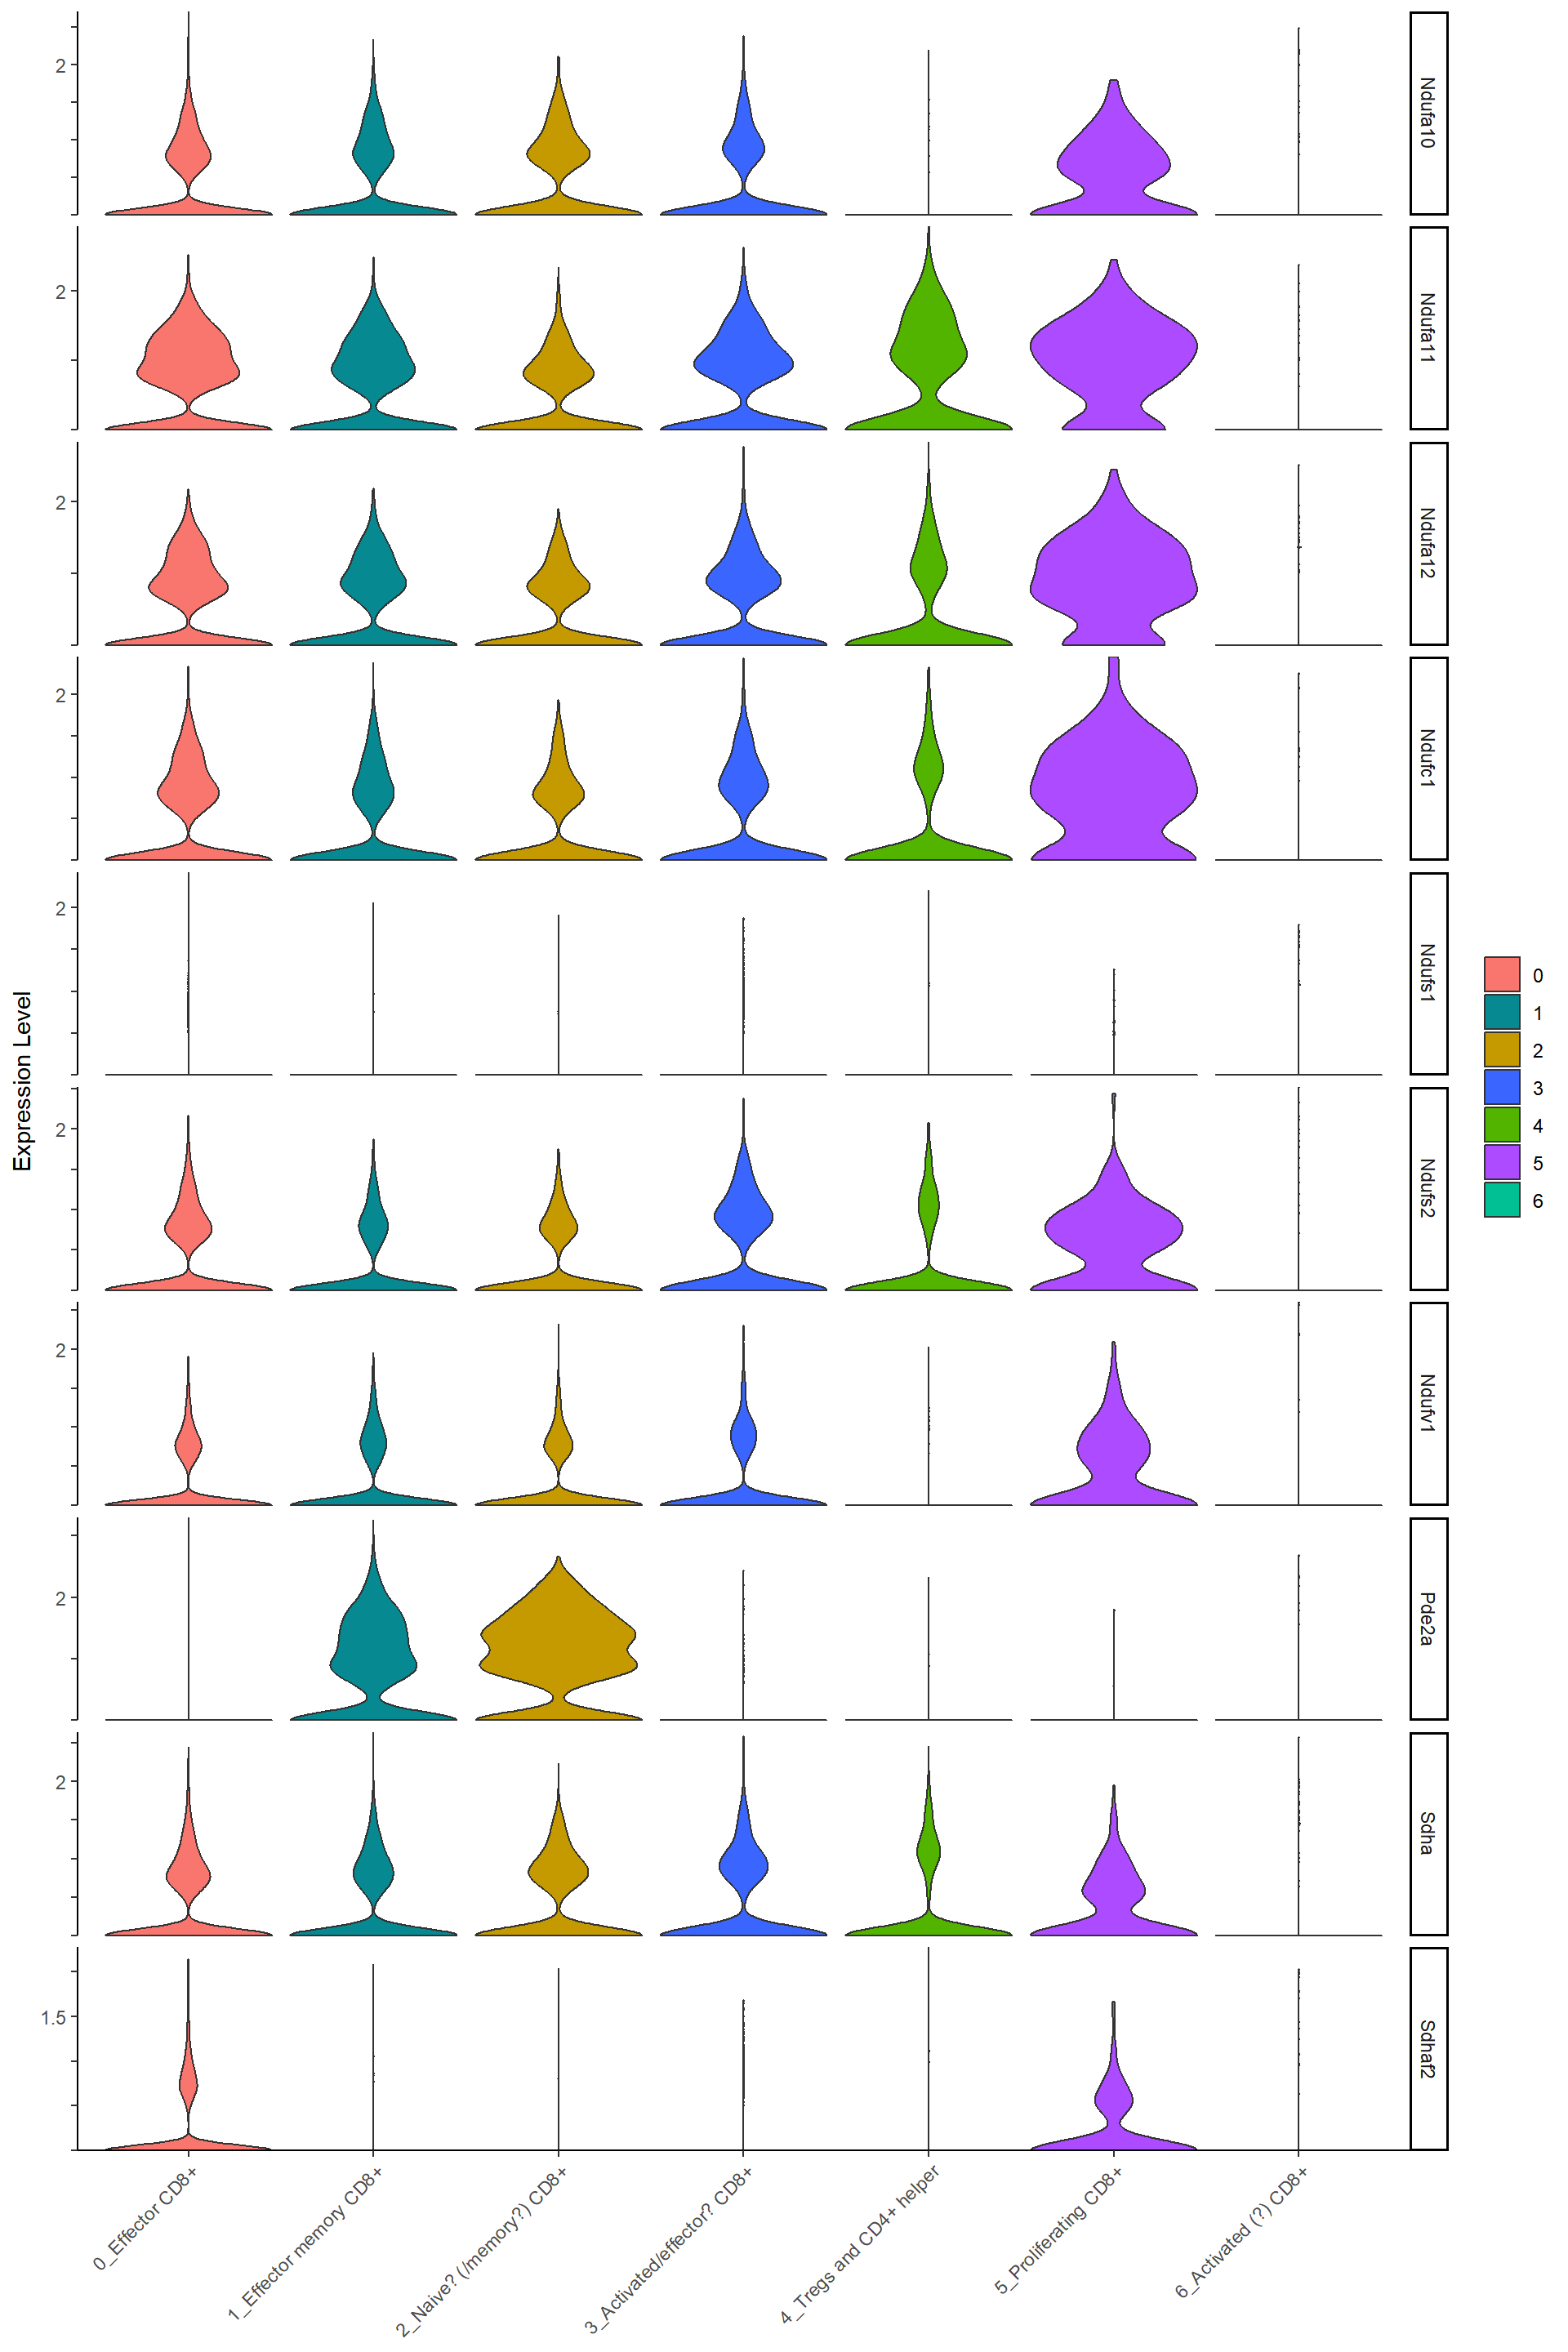 Expression Level
2
Ndufa10
2
Ndufa11
2
Ndufa12
2
Ndufc1
2
Ndufs1
2
Ndufs2
2
Ndufv1
2
Pde2a
2
Sdha
1.5
Sdhaf2
0_Effector CD8+
1_Effector memory CD8+
2_Naive? (/memory?) CD8+
3_Activated/effector? CD8+
4_Tregs and CD4+ helper
5_Proliferating CD8+
6_Activated (?) CD8+
0
1
2
3
4
5
6